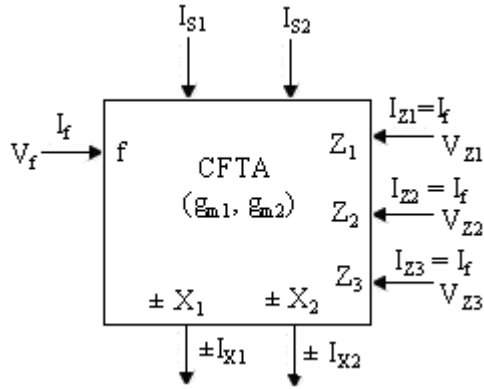 I_S1 I_S2
I_f
V_f
f
CFTA
(g_m1, g_m2)
I_Z1=I_f
Z_1
V_Z1
I_Z2 = I_f
Z_2
V_Z2
I_Z3 = I_f
Z_3
V_Z3
± X_1 ± X_2
±I_X1 ± I_X2